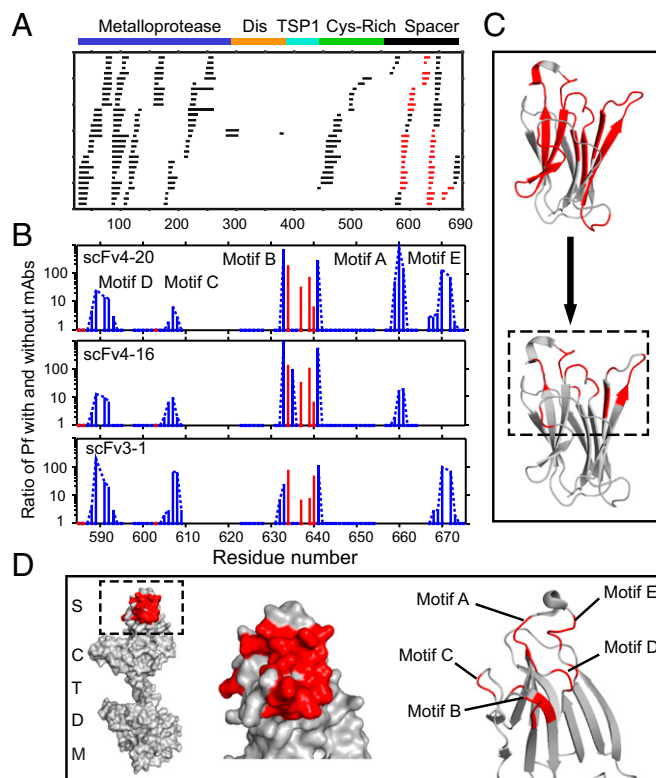 A
Metalloprotease Dis TSP1 Cys-Rich Spacer
100 200 300 400 500 600 690
B
Ratio of Pf with and without mAbs
scFv4-20
Motif D Motif C Motif B Motif A Motif E
100
10
1
scFv4-16
100
10
1
scFv3-1
100
10
1
590 600 610 620 630 640 650 660 670
Residue number
C
D
S
C
T
D
M
Motif A
Motif E
Motif C
Motif D
Motif B